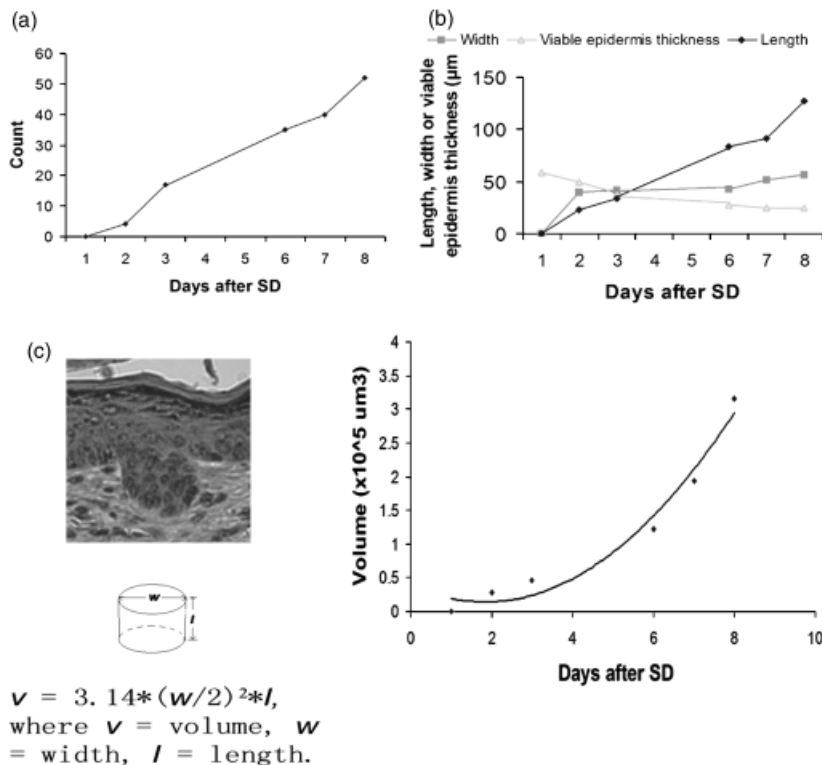 (a)
60
50
40
30
20
10
0
Count
1 2 3 4 5 6 7 8
Days after SD
(b)
Width Viable epidermis thickness Length
Length, width or viable
epidermis thickness (μm
150
100
50
0
1 2 3 4 5 6 7 8
Days after SD
(c)
w
l
v = 3.14*(w/2)²*l,
where v = volume, w
= width, l = length.
Volume (x10^5 um3)
4
3.5
3
2.5
2
1.5
1
0.5
0
0 2 4 6 8 10
Days after SD